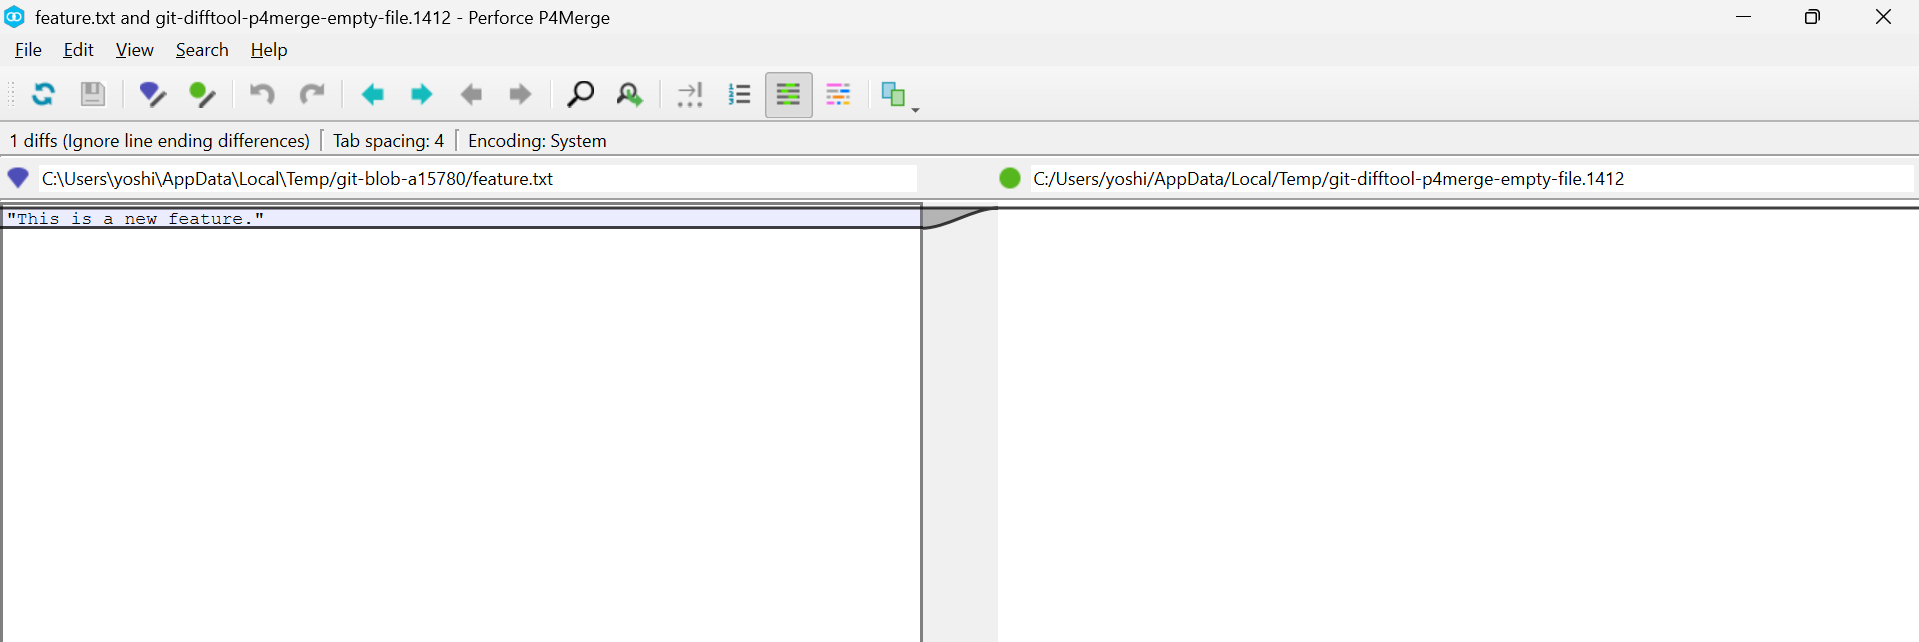 feature.txt and git-difftool-p4merge-empty-file.1412 - Perforce P4Merge
File Edit View Search Help
1 diffs (Ignore line ending differences) Tab spacing: 4 Encoding: System
C:\Users\yoshi\AppData\Local\Temp/git-blob-a15780/feature.txt C:/Users/yoshi/AppData/Local/Temp/git-difftool-p4merge-empty-file.1412
"This is a new feature."